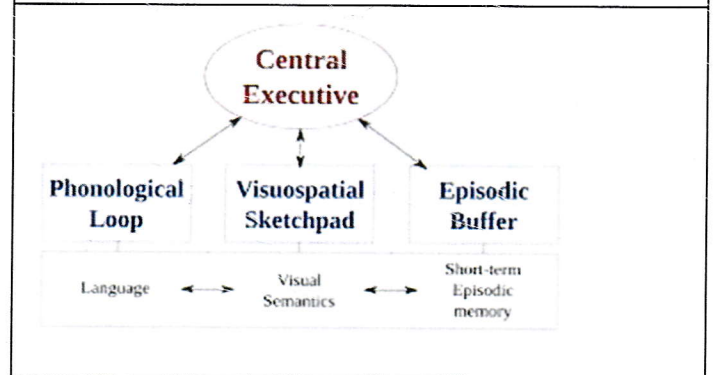 Central
Executive
Phonological
Loop
Visuospatial
Sketchpad
Episodic
Buffer
Language
Visual
Semantics
Short-term
Episodic
memory